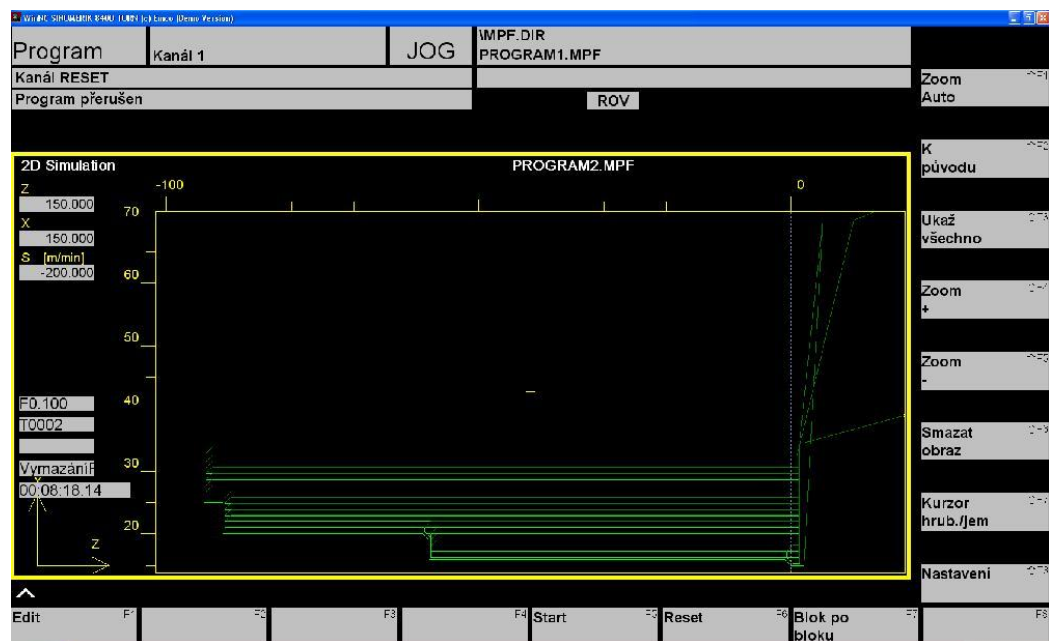 WinNC SINUMERIK 840D TURN (c) Emco (Demo Version)
Program
Kanál 1
JOG
\MPF.DIR
PROGRAM1.MPF
Kanál RESET
Program přerušen
ROV
2D Simulation
PROGRAM2.MPF
Z
150.000
X
150.000
S [m/min]
-200.000
-100
0
70
60
50
40
30
20
F0.100
T0002
00:08:18.14
X
Z
Zoom
Auto
K
původu
Ukaž
všechno
Zoom
+
Zoom
-
Smazat
obraz
Kurzor
hrub./jem
Nastavení
Edit F1
F2
F3
F4
Start F5
Reset F6
Blok po
bloku F7
F8